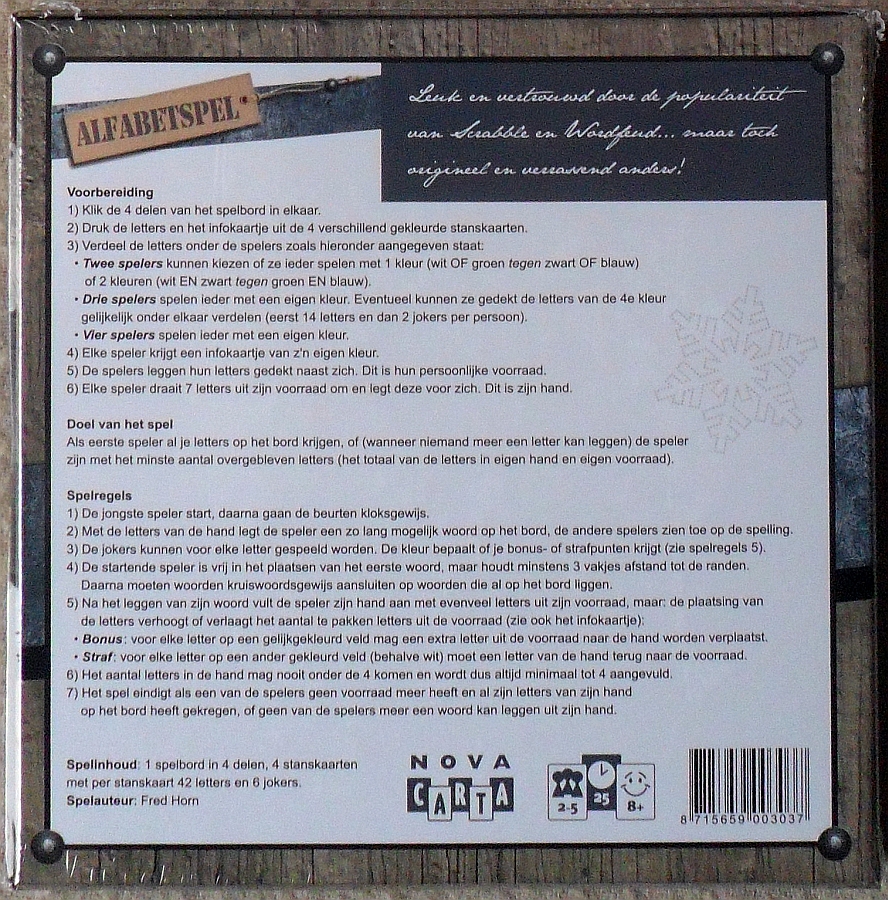 ALFABETSPEL
Leuk en vertrouwd door de populariteit
van Scrabble en Wordfeud... maar toch
origineel en verrassend anders!
Voorbereiding
1) Klik de 4 delen van het spelbord in elkaar.
2) Druk de letters en het infokaartje uit de 4 verschillend gekleurde stanskaarten.
3) Verdeel de letters onder de spelers zoals hieronder aangegeven staat:
• Twee spelers kunnen kiezen of ze ieder spelen met 1 kleur (wit OF groen tegen zwart OF blauw)
of 2 kleuren (wit EN zwart tegen groen EN blauw).
• Drie spelers spelen ieder met een eigen kleur. Eventueel kunnen ze gedekt de letters van de 4e kleur
gelijkelijk onder elkaar verdelen (eerst 14 letters en dan 2 jokers per persoon).
• Vier spelers spelen ieder met een eigen kleur.
4) Elke speler krijgt een infokaartje van z'n eigen kleur.
5) De spelers leggen hun letters gedekt naast zich. Dit is hun persoonlijke voorraad.
6) Elke speler draait 7 letters uit zijn voorraad om en legt deze voor zich. Dit is zijn hand.
Doel van het spel
Als eerste speler al je letters op het bord krijgen, of (wanneer niemand meer een letter kan leggen) de speler
zijn met het minste aantal overgebleven letters (het totaal van de letters in eigen hand en eigen voorraad).
Spelregels
1) De jongste speler start, daarna gaan de beurten kloksgewijs.
2) Met de letters van de hand legt de speler een zo lang mogelijk woord op het bord, de andere spelers zien toe op de spelling.
3) De jokers kunnen voor elke letter gespeeld worden. De kleur bepaalt of je bonus- of strafpunten krijgt (zie spelregels 5).
4) De startende speler is vrij in het plaatsen van het eerste woord, maar houdt minstens 3 vakjes afstand tot de randen.
Daarna moeten woorden kruiswoordsgewijs aansluiten op woorden die al op het bord liggen.
5) Na het leggen van zijn woord vult de speler zijn hand aan met evenveel letters uit zijn voorraad, maar: de plaatsing van
de letters verhoogt of verlaagt het aantal te pakken letters uit de voorraad (zie ook het infokaartje):
• Bonus: voor elke letter op een gelijkgekleurd veld mag een extra letter uit de voorraad naar de hand worden verplaatst.
• Straf: voor elke letter op een ander gekleurd veld (behalve wit) moet een letter van de hand terug naar de voorraad.
6) Het aantal letters in de hand mag nooit onder de 4 komen en wordt dus altijd minimaal tot 4 aangevuld.
7) Het spel eindigt als een van de spelers geen voorraad meer heeft en al zijn letters van zijn hand
op het bord heeft gekregen, of geen van de spelers meer een woord kan leggen uit zijn hand.
Spelinhoud: 1 spelbord in 4 delen, 4 stanskaarten
met per stanskaart 42 letters en 6 jokers.
Spelauteur: Fred Horn
NOVA
CARTA
2-5 25 8+
8 715659 003037